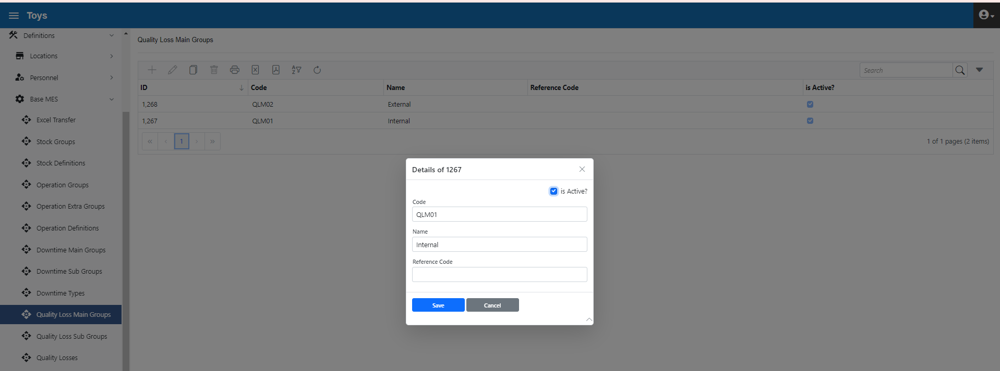 Toys
Definitions
Locations
Personnel
Base MES
Excel Transfer
Stock Groups
Stock Definitions
Operation Groups
Operation Extra Groups
Operation Definitions
Downtime Main Groups
Downtime Sub Groups
Downtime Types
Quality Loss Main Groups
Quality Loss Sub Groups
Quality Losses
Quality Loss Main Groups
Search
ID Code Name Reference Code is Active?
1,268 QLM02 External
1,267 QLM01 Internal
« ‹ 1 › »
1 of 1 pages (2 items)
Details of 1267
is Active?
Code
QLM01
Name
Internal
Reference Code
Save Cancel